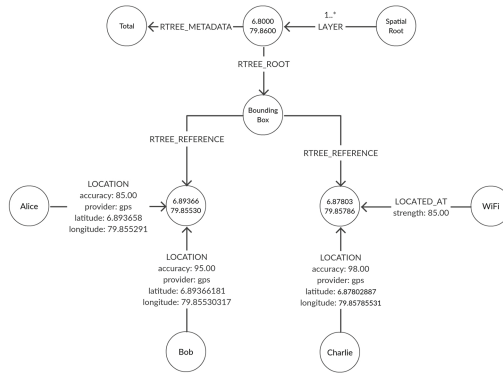 Total
RTREE_METADATA
6.8000
79.8600
1..*
LAYER
Spatial
Root
RTREE_ROOT
Bounding
Box
RTREE_REFERENCE
RTREE_REFERENCE
Alice
LOCATION
accuracy: 85.00
provider: gps
latitude: 6.893658
longitude: 79.855291
6.89366
79.85530
6.87803
79.85786
LOCATED_AT
strength: 85.00
WiFi
LOCATION
accuracy: 95.00
provider: gps
latitude: 6.89366181
longitude: 79.85530317
LOCATION
accuracy: 98.00
provider: gps
latitude: 6.87802887
longitude: 79.85785531
Bob
Charlie